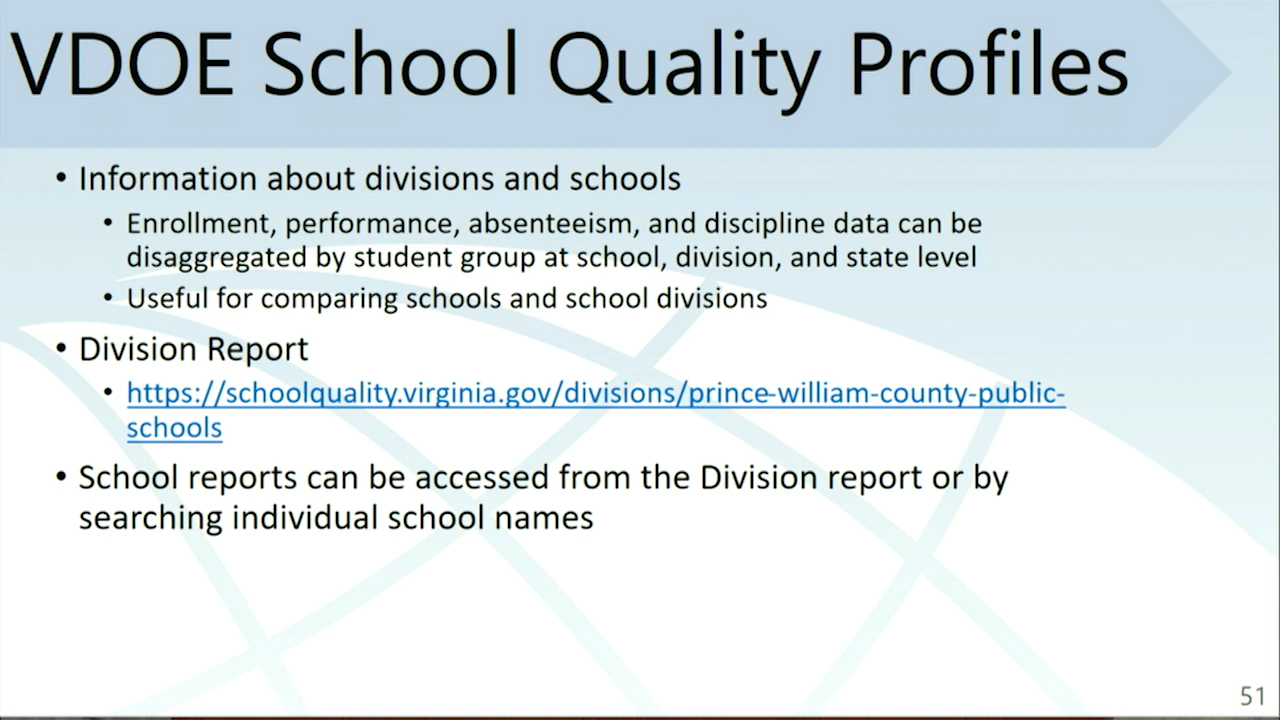 VDOE School Quality Profiles
• Information about divisions and schools
• Enrollment, performance, absenteeism, and discipline data can be
disaggregated by student group at school, division, and state level
• Useful for comparing schools and school divisions
• Division Report
• https://schoolquality.virginia.gov/divisions/prince-william-county-public-
schools
• School reports can be accessed from the Division report or by
searching individual school names
51